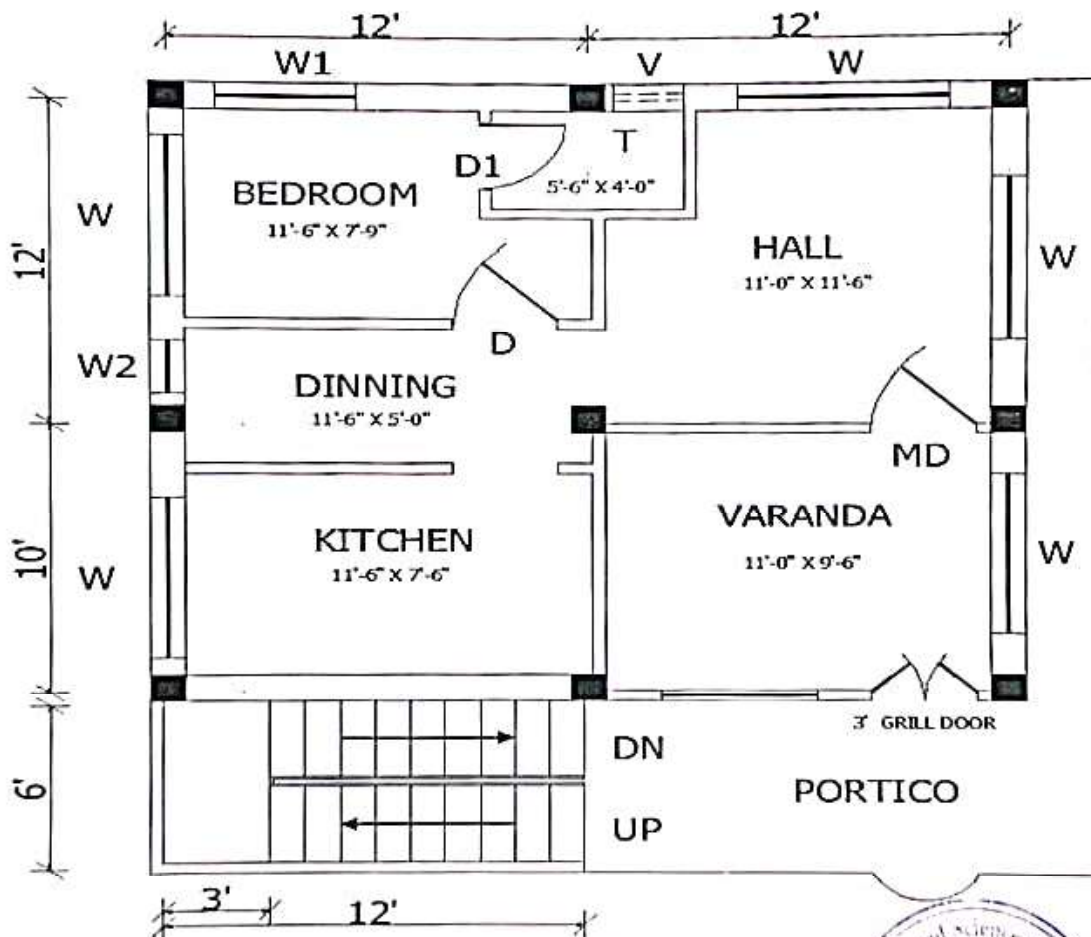 12'
12'
W1
V
W
T
D1
5'-6" X 4'-0"
BEDROOM
11'-6" X 7'-9"
W
HALL
11'-0" X 11'-6"
W
12'
D
W2
DINNING
11'-6" X 5'-0"
MD
VARANDA
11'-0" X 9'-6"
KITCHEN
11'-6" X 7'-6"
W
10'
W
3' GRILL DOOR
DN
PORTICO
UP
6'
3'
12'